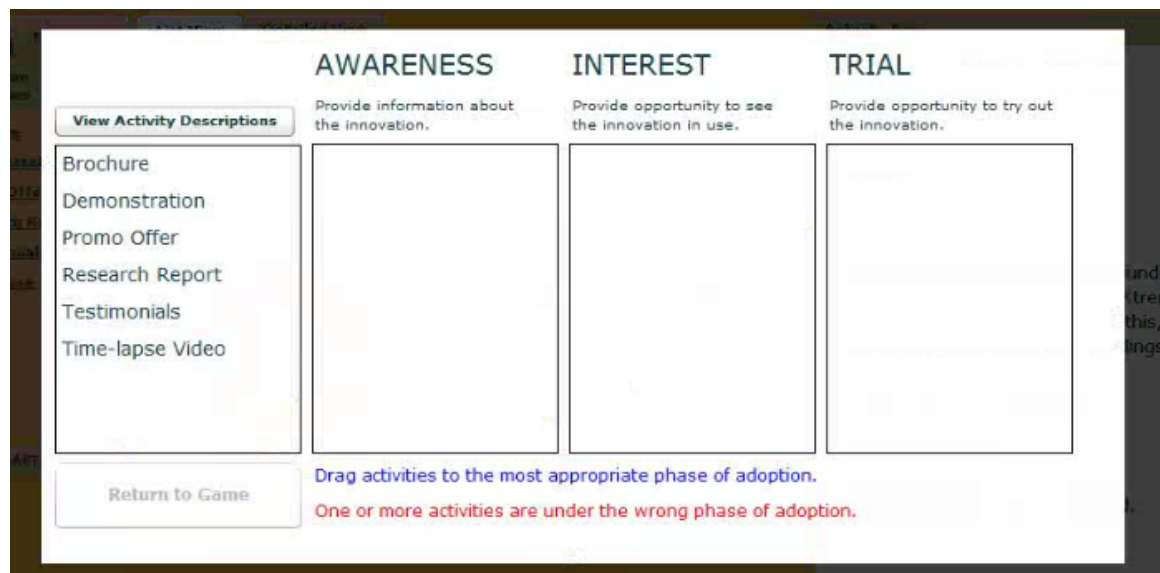 AWARENESS
INTEREST
TRIAL
Provide information about
the innovation.
Provide opportunity to see
the innovation in use.
Provide opportunity to try out
the innovation.
View Activity Descriptions
Brochure
Demonstration
Promo Offer
Research Report
Testimonials
Time-lapse Video
Return to Game
Drag activities to the most appropriate phase of adoption.
One or more activities are under the wrong phase of adoption.